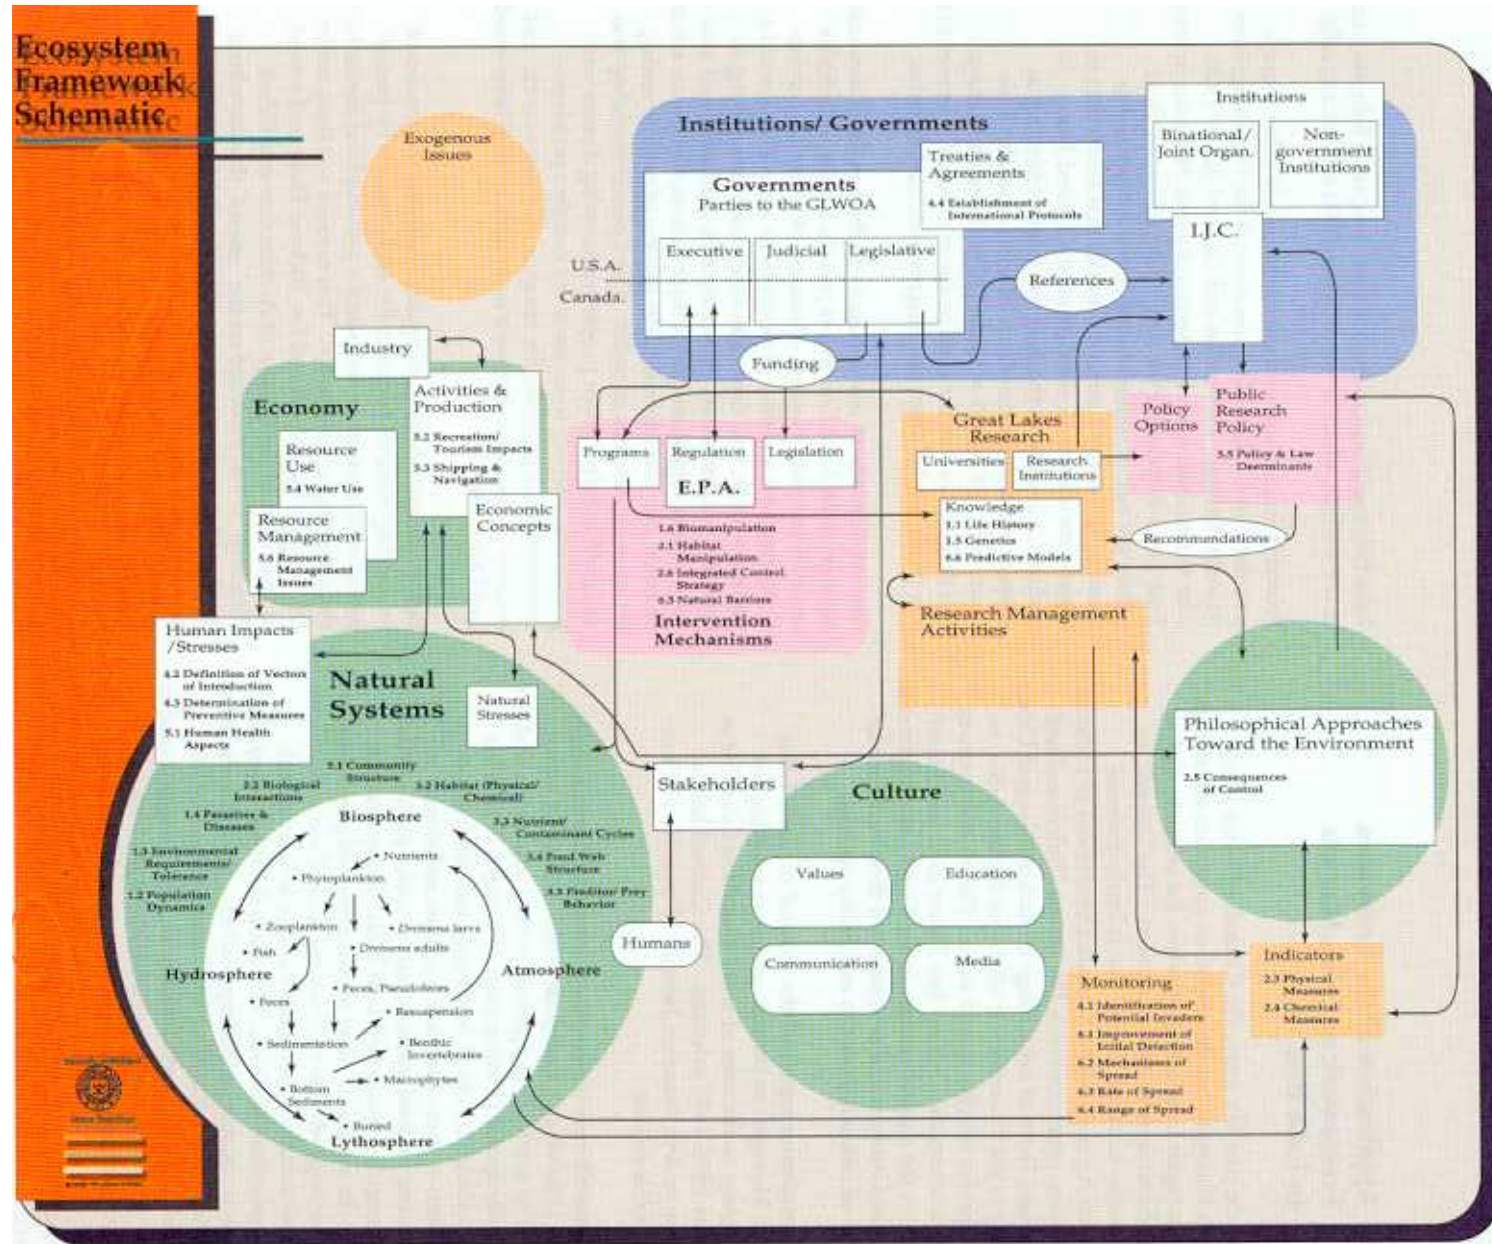 Ecosystem
Framework
Schematic
Exogenous
Issues
Institutions/ Governments
Institutions
Binational/
Joint Organ.
Non-
government
Institutions
Treaties &
Agreements
4.4 Establishment of
International Protocols
Governments
Parties to the GLWOA
Executive
Judicial
Legislative
U.S.A.
Canada.
I.J.C.
References
Funding
Industry
Economy
Activities &
Production
5.2 Recreation/
Tourism Impacts
5.3 Shipping &
Navigation
Resource
Use
5.4 Water Use
Resource
Management
5.6 Resource
Management
Issues
Economic
Concepts
Programs
Regulation
E.P.A.
Legislation
1.6 Biomanipulation
2.1 Habitat
Manipulation
2.6 Integrated Control
Strategy
6.5 Natural Barriers
Intervention
Mechanisms
Great Lakes
Research
Universities
Research
Institutions
Knowledge
1.1 Life History
1.5 Genetics
6.6 Predictive Models
Policy
Options
Public
Research
Policy
5.5 Policy & Law
Deerminants
Recommendations
Research Management
Activities
Human Impacts
/Stresses
4.2 Definition of Vectors
of Introduction
4.3 Determination of
Preventive Measures
5.1 Human Health
Aspects
Natural
Systems
Natural
Stresses
3.1 Community
Structure
2.2 Biological
Interactions
3.2 Habitat (Physical/
Chemical)
1.4 Parasites &
Diseases
3.3 Nutrient/
Contaminant Cycles
1.3 Environmental
Requirements/
Tolerance
3.4 Food Web
Structure
1.2 Population
Dynamics
3.5 Preditor/ Prey
Behavior
Biosphere
• Nutrients
• Phytoplankton
• Zooplankton
• Dreissena larva
• Fish
• Dreissena adults
Hydrosphere
Atmosphere
• Feces
• Feces, Pseudofeces
• Resuspension
• Sedimentation
• Benthic
Invertebrates
• Bottom
Sediments
• Macrophytes
• Buried
Lythosphere
Stakeholders
Humans
Culture
Values
Education
Communication
Media
Philosophical Approaches
Toward the Environment
2.5 Consequences
of Control
Monitoring
4.1 Identification of
Potential Invaders
6.1 Improvement of
Initial Detection
6.2 Mechanisms of
Spread
6.3 Rate of Spread
6.4 Range of Spread
Indicators
2.3 Physical
Measures
2.4 Chemical
Measures